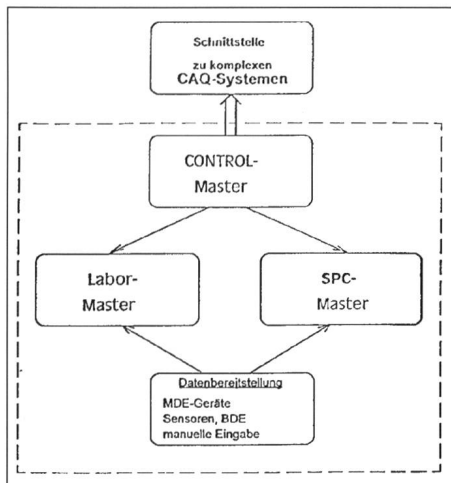 Schnittstelle
zu komplexen
CAQ-Systemen
CONTROL-
Master
Labor-
Master
SPC-
Master
Datenbereitstellung
MDE-Geräte
Sensoren, BDE
manuelle Eingabe